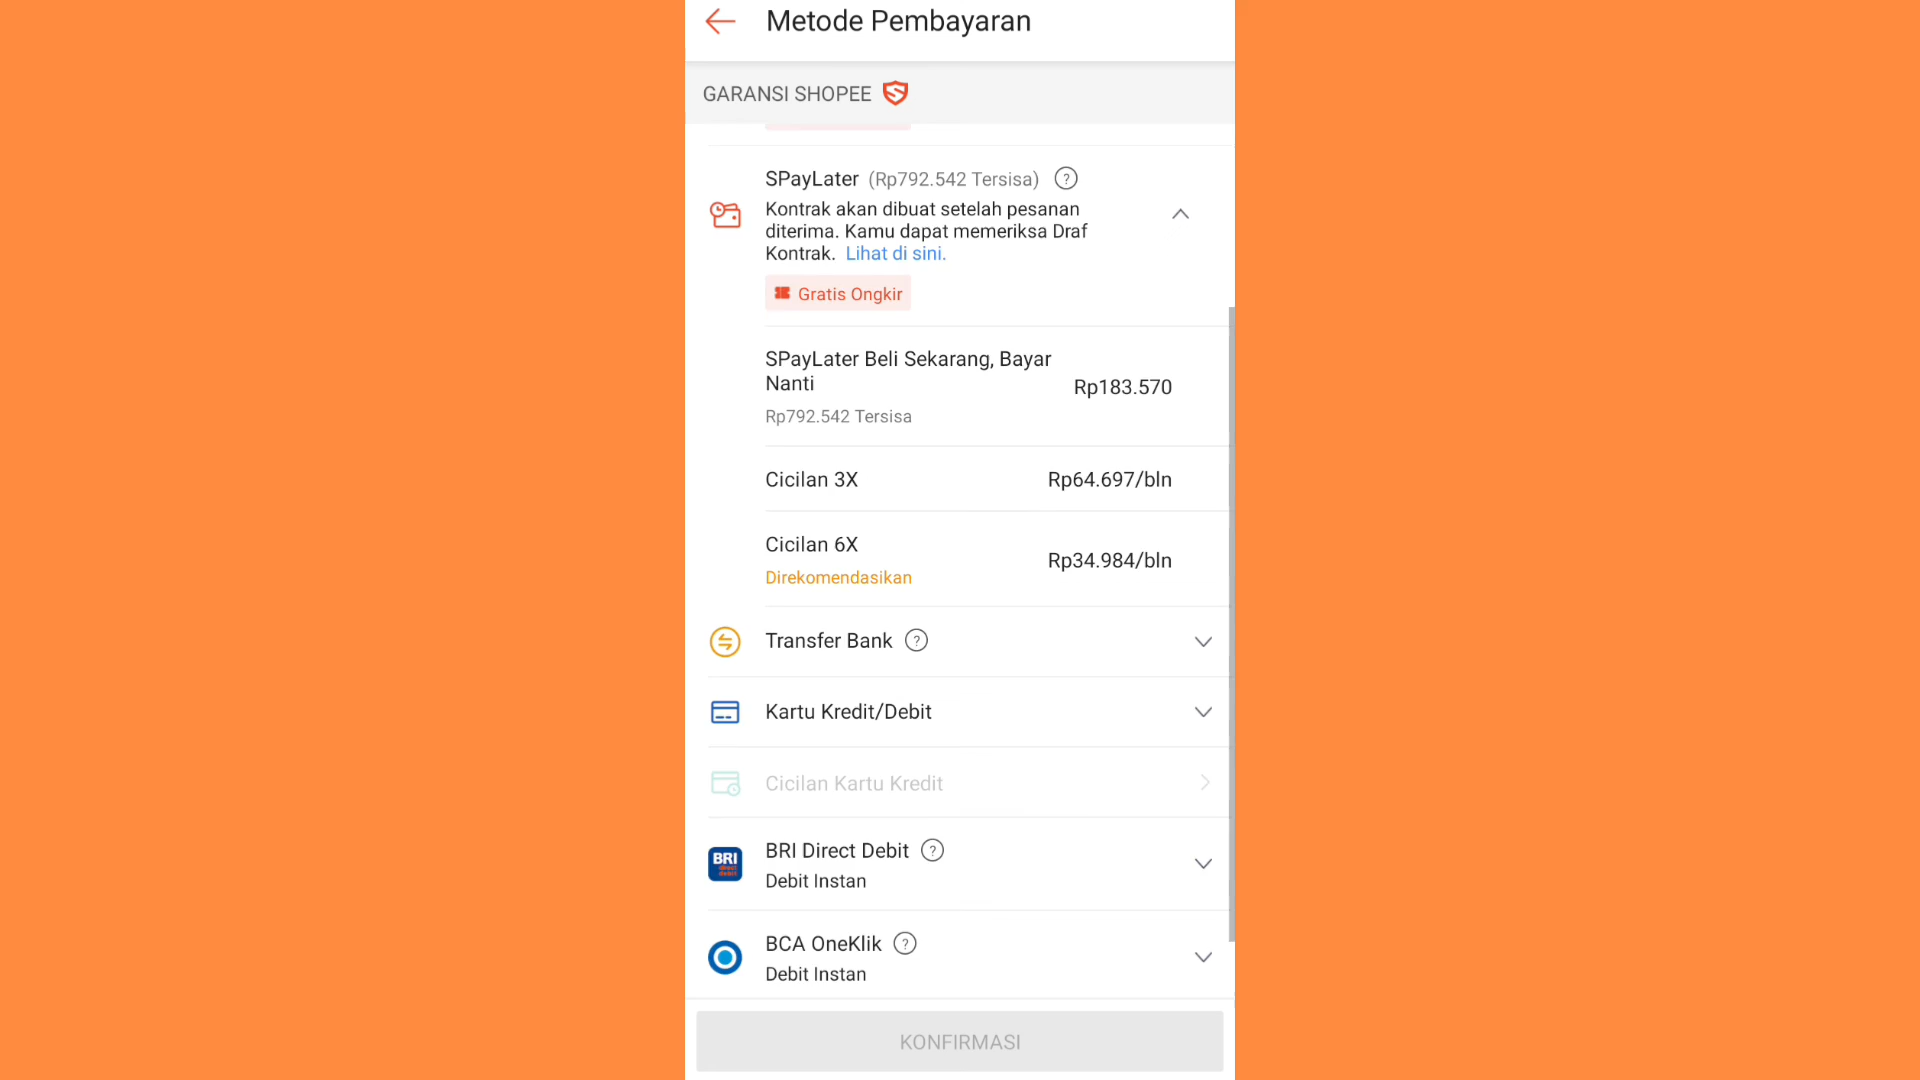 Metode Pembayaran
GARANSI SHOPEE
SPayLater (Rp792.542 Tersisa) ?
Kontrak akan dibuat setelah pesanan
diterima. Kamu dapat memeriksa Draf
Kontrak. Lihat di sini.
Gratis Ongkir
SPayLater Beli Sekarang, Bayar
Nanti
Rp183.570
Rp792.542 Tersisa
Cicilan 3X Rp64.697/bln
Cicilan 6X
Rp34.984/bln
Direkomendasikan
Transfer Bank ?
Kartu Kredit/Debit
Cicilan Kartu Kredit
BRI Direct Debit ?
BRI
direct
debit
Debit Instan
BCA OneKlik ?
Debit Instan
KONFIRMASI